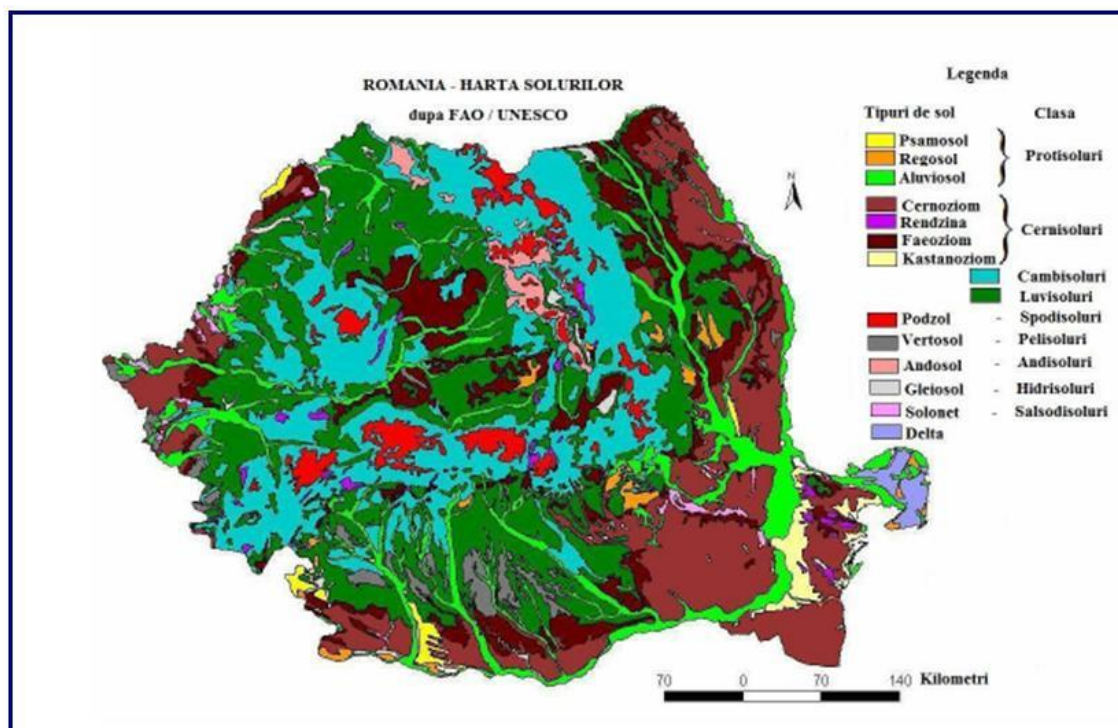 ROMANIA - HARTA SOLURILOR
dupa FAO / UNESCO
Legenda
Tipuri de sol Clasa
Psamosol
Regosol } Protisoluri
Aluviosol
Cernoziom
Rendzina } Cernisoluri
Faeoziom
Kastanoziom
Cambisoluri
Luvisoluri
Podzol - Spodisoluri
Vertosol - Pelisoluri
Andosol - Andisoluri
Gleiosol - Hidrisoluri
Solonet - Salsodisoluri
Delta
N
70 0 70 140 Kilometri